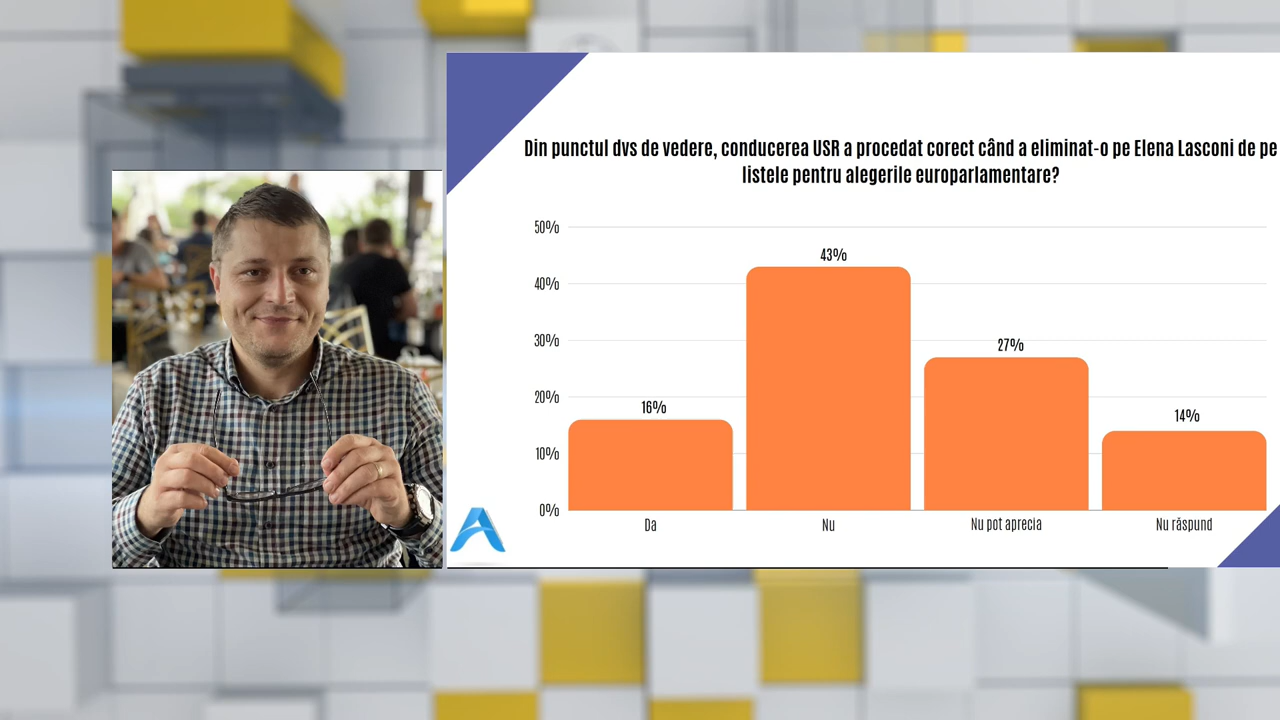 Din punctul dvs de vedere, conducerea USR a procedat corect când a eliminat-o pe Elena Lasconi de pe
listele pentru alegerile europarlamentare?
50%
40%
30%
20%
10%
0%
16%
43%
27%
14%
Da
Nu
Nu pot aprecia
Nu răspund